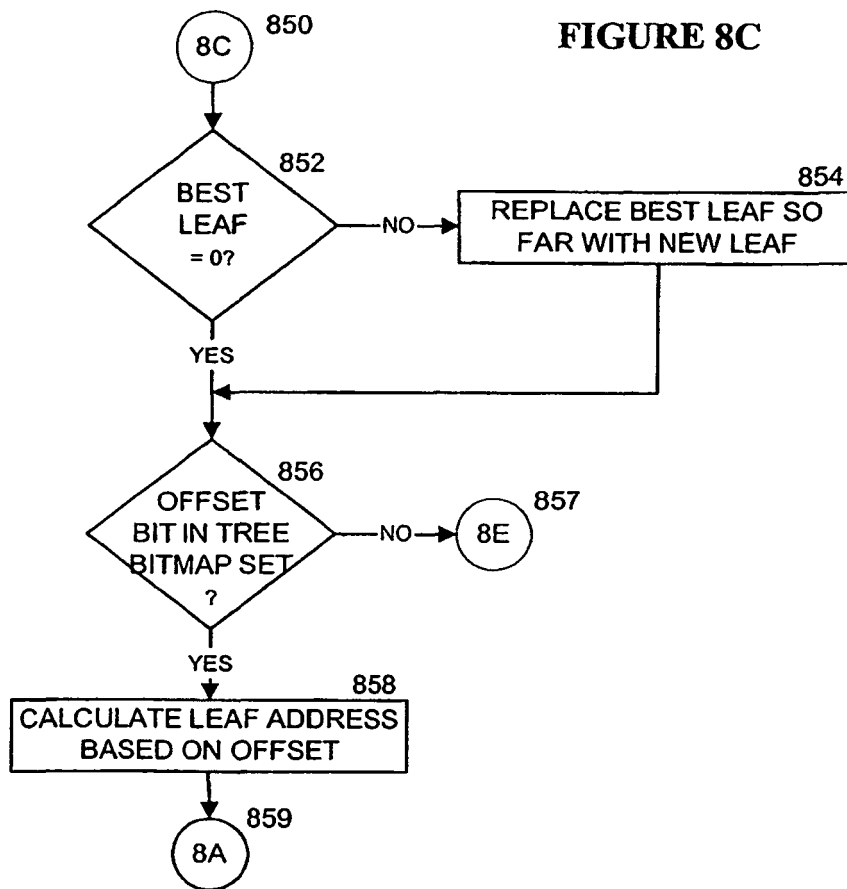 FIGURE 8C
850
8C
852
BEST
LEAF
= 0?
NO
854
REPLACE BEST LEAF SO
FAR WITH NEW LEAF
YES
856
OFFSET
BIT IN TREE
BITMAP SET
?
NO
857
8E
YES
858
CALCULATE LEAF ADDRESS
BASED ON OFFSET
859
8A